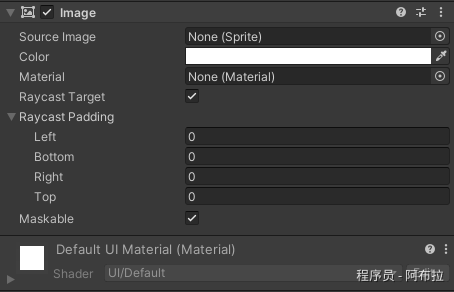 Image
Source Image None (Sprite)
Color
Material None (Material)
Raycast Target
Raycast Padding
Left 0
Bottom 0
Right 0
Top 0
Maskable
Default UI Material (Material)
Shader UI/Default
程序员 - 阿布拉